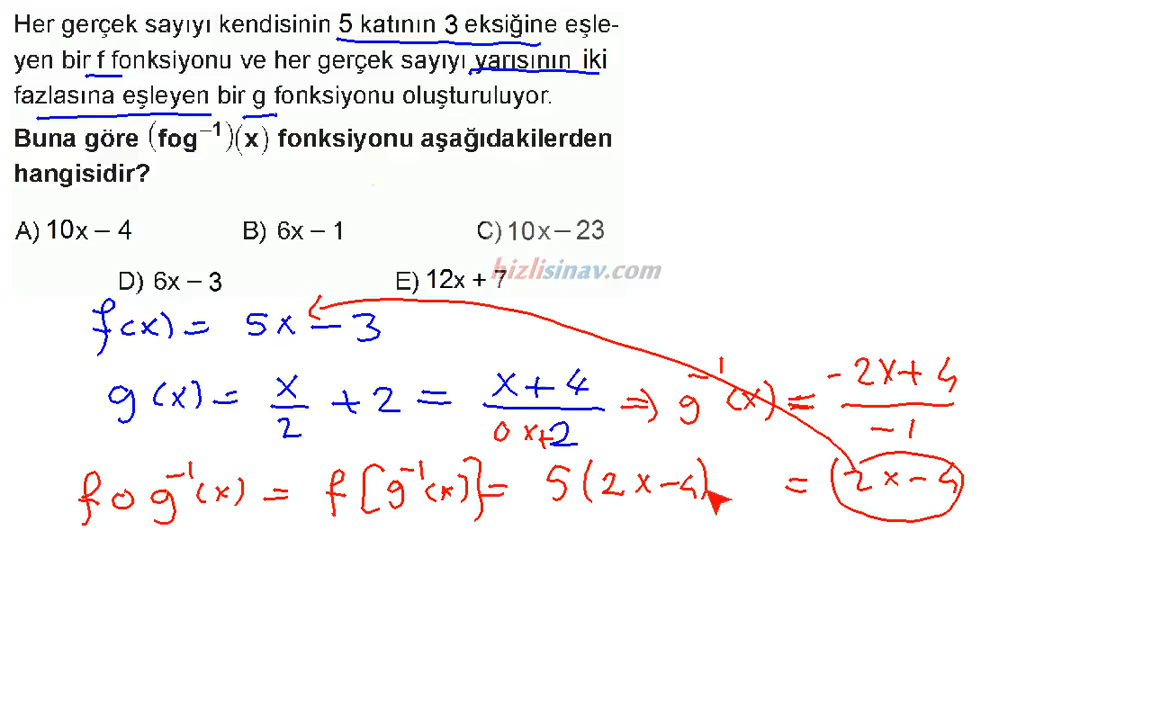 Her gerçek sayıyı kendisinin 5 katının 3 eksiğine eşle-
yen bir f fonksiyonu ve her gerçek sayıyı yarısının iki
fazlasına eşleyen bir g fonksiyonu oluşturuluyor.
Buna göre (fog⁻¹)(x) fonksiyonu aşağıdakilerden
hangisidir?
A) 10x – 4 B) 6x – 1 C) 10x – 23
hizlisinav.com
D) 6x – 3 E) 12x + 7
f(x) = 5x – 3
g(x) = x/2 + 2 = (x + 4)/(0x+2) ⇒ g⁻¹(x) = (-2x + 4)/(-1)
f o g⁻¹(x) = f[g⁻¹(x)] = 5(2x – 4) = (2x – 4)